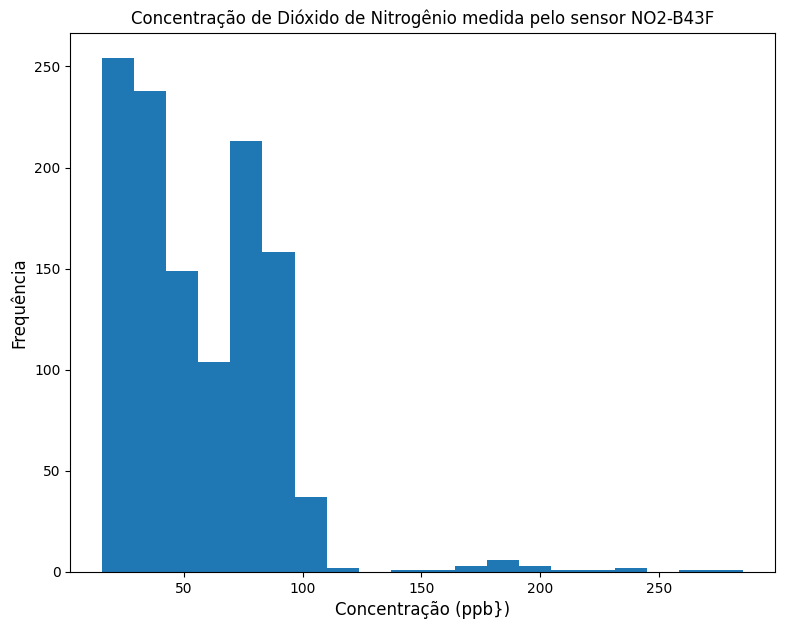 Concentração de Dióxido de Nitrogênio medida pelo sensor NO2-B43F
250
200
150
100
50
0
Frequência
50 100 150 200 250
Concentração (ppb})